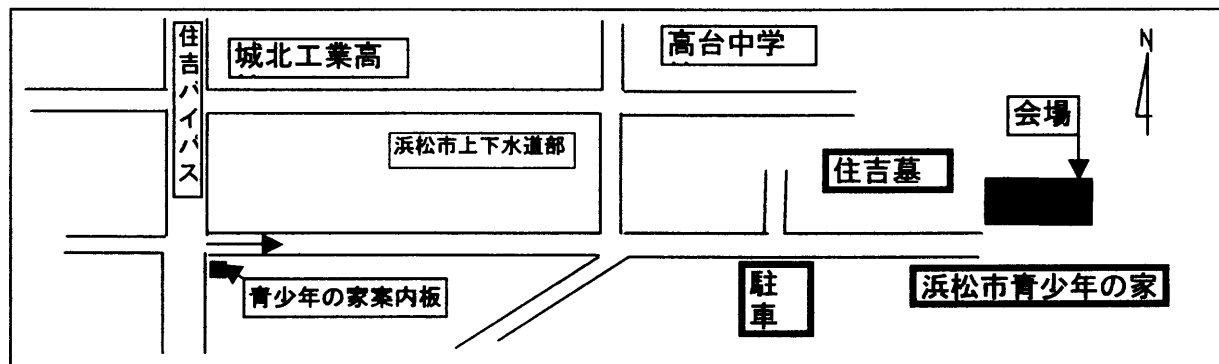 住吉バイパス
城北工業高
高台中学
N
会場
浜松市上下水道部
住吉墓
青少年の家案内板
駐車
浜松市青少年の家